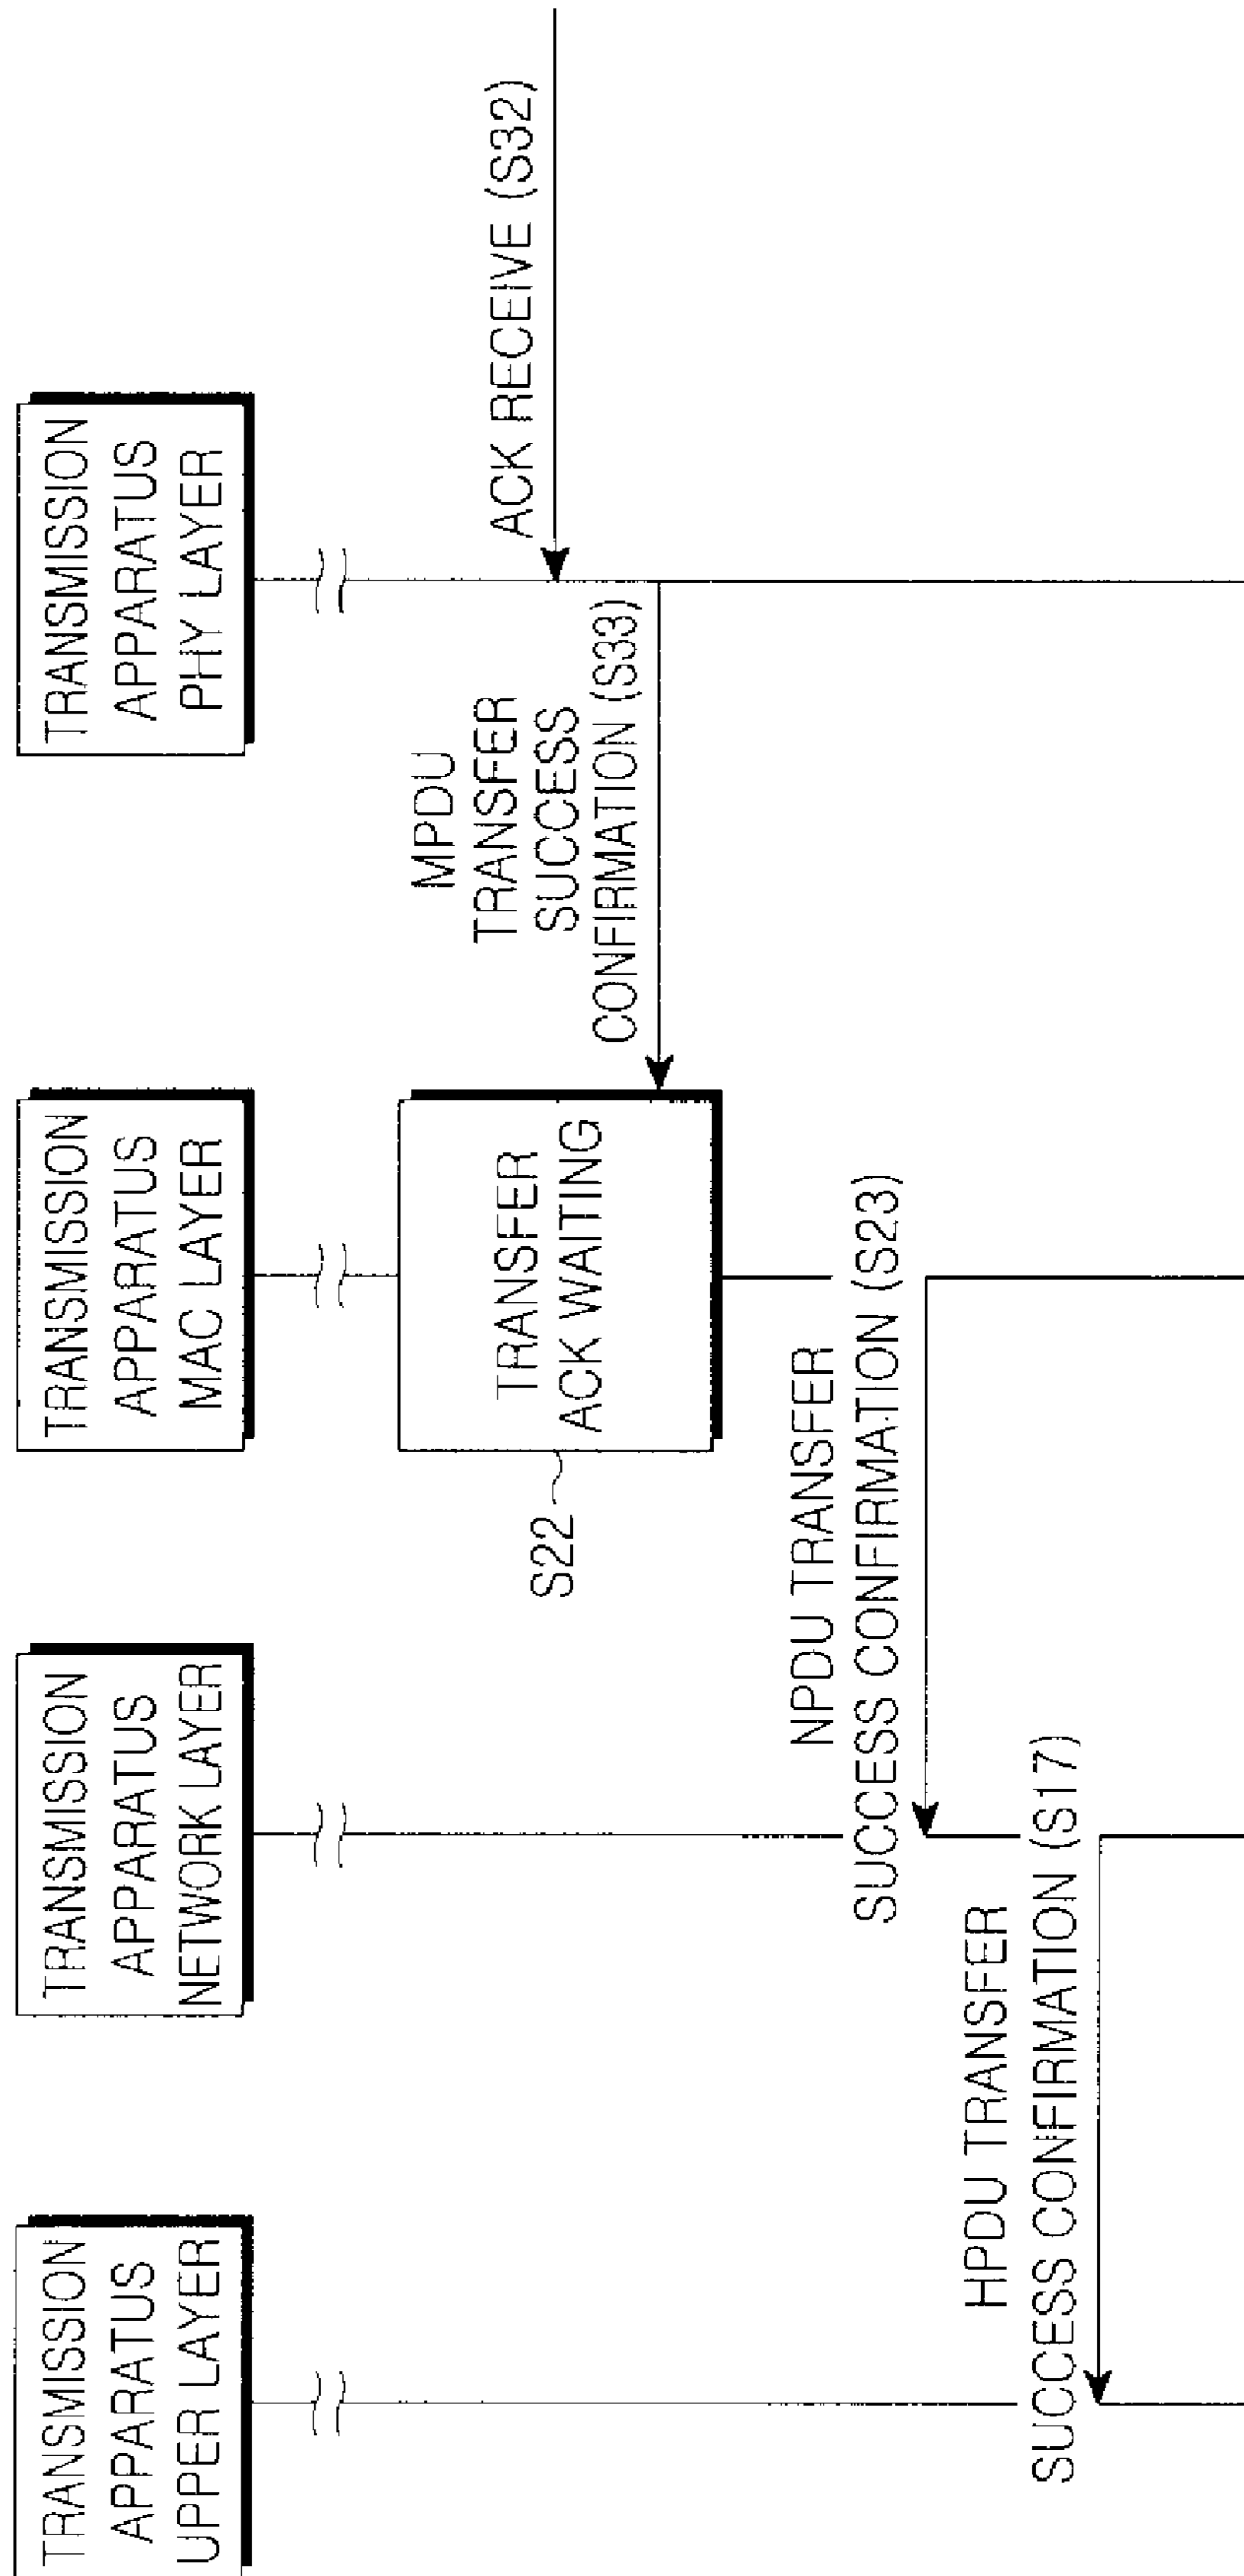 TRANSMISSION
APPARATUS
UPPER LAYER
TRANSMISSION
APPARATUS
NETWORK LAYER
TRANSMISSION
APPARATUS
MAC LAYER
TRANSMISSION
APPARATUS
PHY LAYER
ACK RECEIVE (S32)
MPDU
TRANSFER
SUCCESS
CONFIRMATION (S33)
S22
TRANSFER
ACK WAITING
NPDU TRANSFER
SUCCESS CONFIRMATION (S23)
HPDU TRANSFER
SUCCESS CONFIRMATION (S17)